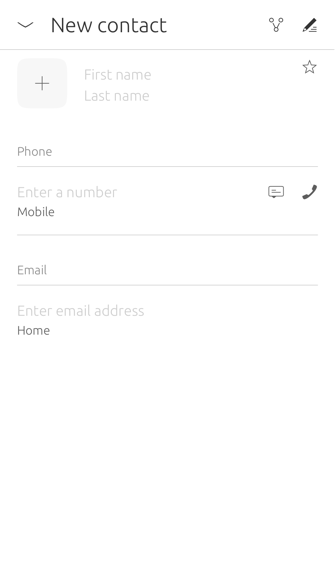 New contact
First name
Last name
Phone
Enter a number
Mobile
Email
Enter email address
Home